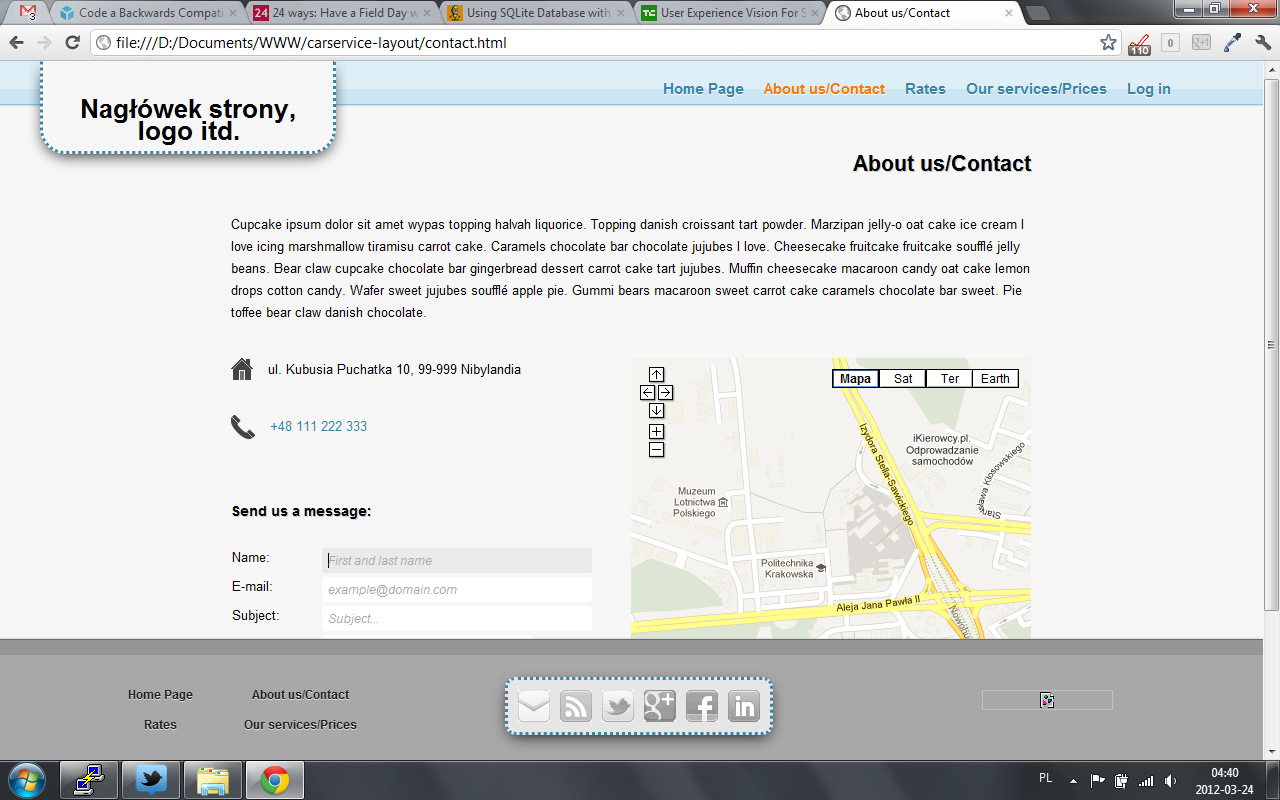 3
Code a Backwards Compati
24
24 ways: Have a Field Day w
Using SQLite Database with
TC
User Experience Vision For S
About us/Contact
file:///D:/Documents/WWW/carservice-layout/contact.html
110
0
Nagłówek strony,
logo itd.
Home Page
About us/Contact
Rates
Our services/Prices
Log in
About us/Contact
Cupcake ipsum dolor sit amet wypas topping halvah liquorice. Topping danish croissant tart powder. Marzipan jelly-o oat cake ice cream I
love icing marshmallow tiramisu carrot cake. Caramels chocolate bar chocolate jujubes I love. Cheesecake fruitcake fruitcake soufflé jelly
beans. Bear claw cupcake chocolate bar gingerbread dessert carrot cake tart jujubes. Muffin cheesecake macaroon candy oat cake lemon
drops cotton candy. Wafer sweet jujubes soufflé apple pie. Gummi bears macaroon sweet carrot cake caramels chocolate bar sweet. Pie
toffee bear claw danish chocolate.
ul. Kubusia Puchatka 10, 99-999 Nibylandia
+48 111 222 333
Send us a message:
Name:
First and last name
E-mail:
example@domain.com
Subject:
Subject...
Mapa
Sat
Ter
Earth
Izydora Stella-Sawickiego
iKierowcy.pl.
Odprowadzanie
samochodów
sława Kłosowskiego
Stanis
Muzeum
Lotnictwa
Polskiego
Politechnika
Krakowska
Aleja Jana Pawła II
Nowohu
Home Page
About us/Contact
Rates
Our services/Prices
g+
f
in
PL
04:40
2012-03-24